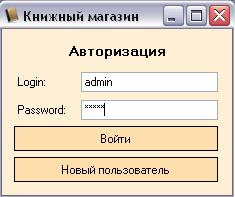 Книжный магазин
Авторизация
Login: admin
Password: *****
Войти
Новый пользователь